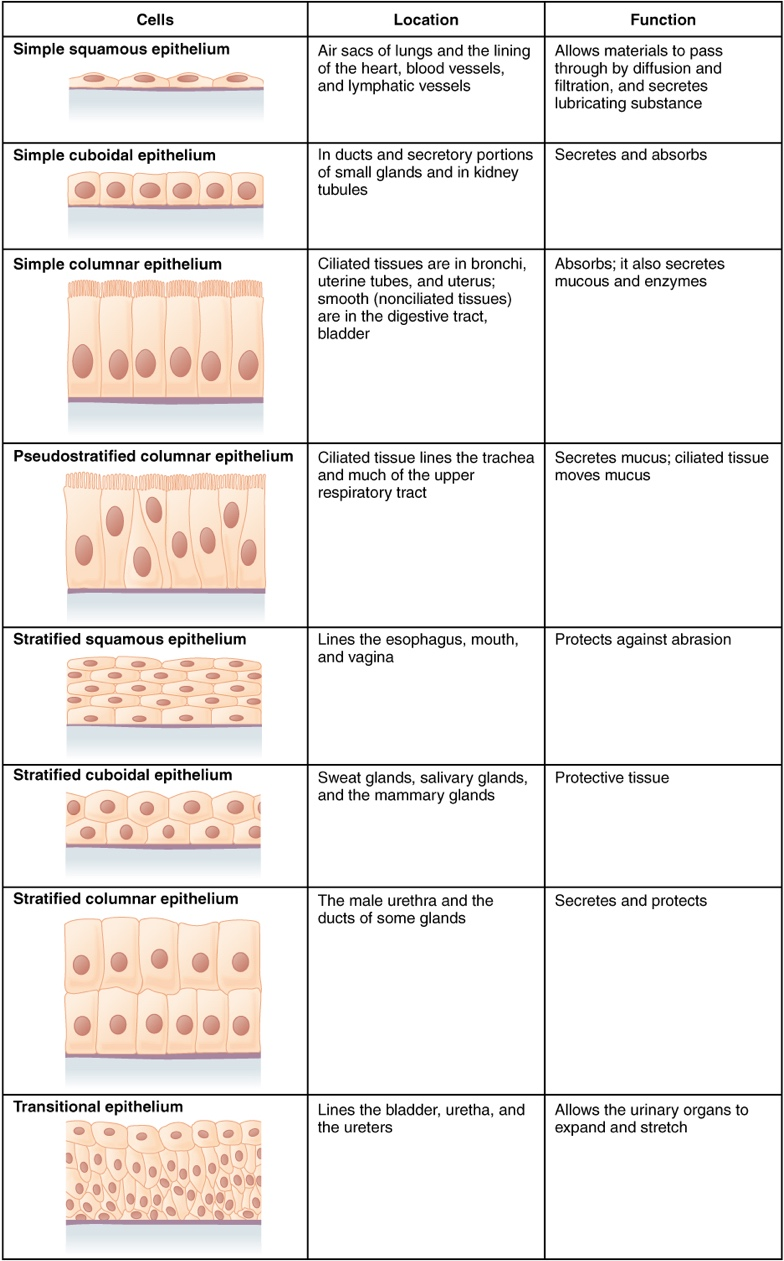 Cells
Location
Function
Simple squamous epithelium
Air sacs of lungs and the lining
of the heart, blood vessels,
and lymphatic vessels
Allows materials to pass
through by diffusion and
filtration, and secretes
lubricating substance
Simple cuboidal epithelium
In ducts and secretory portions
of small glands and in kidney
tubules
Secretes and absorbs
Simple columnar epithelium
Ciliated tissues are in bronchi,
uterine tubes, and uterus;
smooth (nonciliated tissues)
are in the digestive tract,
bladder
Absorbs; it also secretes
mucous and enzymes
Pseudostratified columnar epithelium
Ciliated tissue lines the trachea
and much of the upper
respiratory tract
Secretes mucus; ciliated tissue
moves mucus
Stratified squamous epithelium
Lines the esophagus, mouth,
and vagina
Protects against abrasion
Stratified cuboidal epithelium
Sweat glands, salivary glands,
and the mammary glands
Protective tissue
Stratified columnar epithelium
The male urethra and the
ducts of some glands
Secretes and protects
Transitional epithelium
Lines the bladder, uretha, and
the ureters
Allows the urinary organs to
expand and stretch